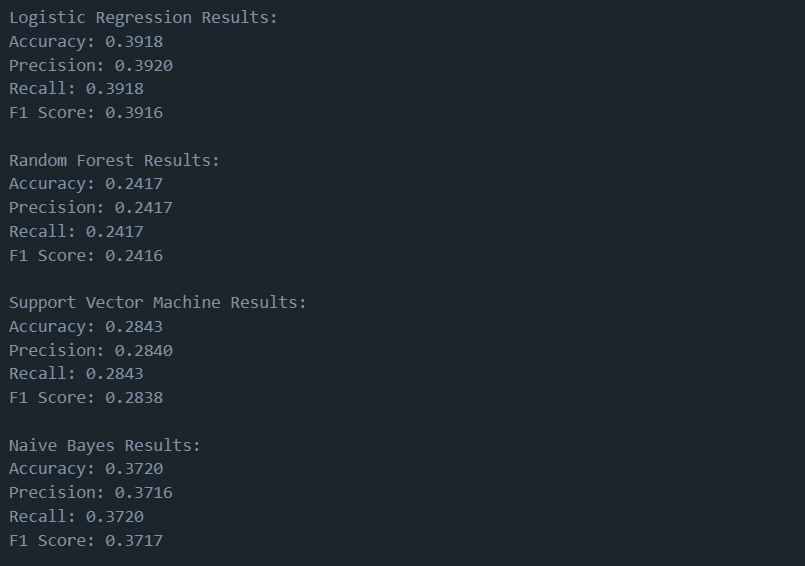 Logistic Regression Results:
Accuracy: 0.3918
Precision: 0.3920
Recall: 0.3918
F1 Score: 0.3916
Random Forest Results:
Accuracy: 0.2417
Precision: 0.2417
Recall: 0.2417
F1 Score: 0.2416
Support Vector Machine Results:
Accuracy: 0.2843
Precision: 0.2840
Recall: 0.2843
F1 Score: 0.2838
Naive Bayes Results:
Accuracy: 0.3720
Precision: 0.3716
Recall: 0.3720
F1 Score: 0.3717